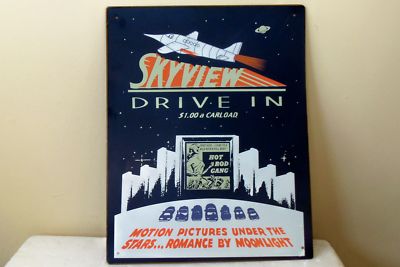 SKYVIEW
DRIVE IN
$1.00 a CARLOAD
HOT
ROD
GANG
MOTION PICTURES UNDER THE
STARS... ROMANCE BY MOONLIGHT